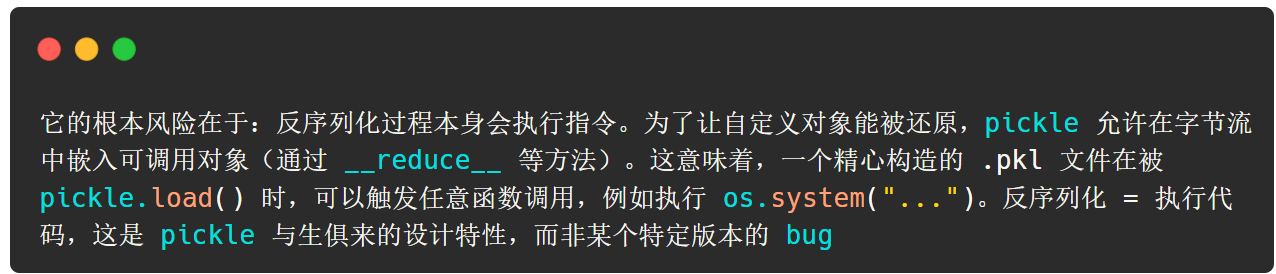 它的根本风险在于：反序列化过程本身会执行指令。为了让自定义对象能被还原，pickle 允许在字节流
中嵌入可调用对象（通过 __reduce__ 等方法）。这意味着，一个精心构造的 .pkl 文件在被
pickle.load() 时，可以触发任意函数调用，例如执行 os.system("...")。反序列化 = 执行代
码，这是 pickle 与生俱来的设计特性，而非某个特定版本的 bug